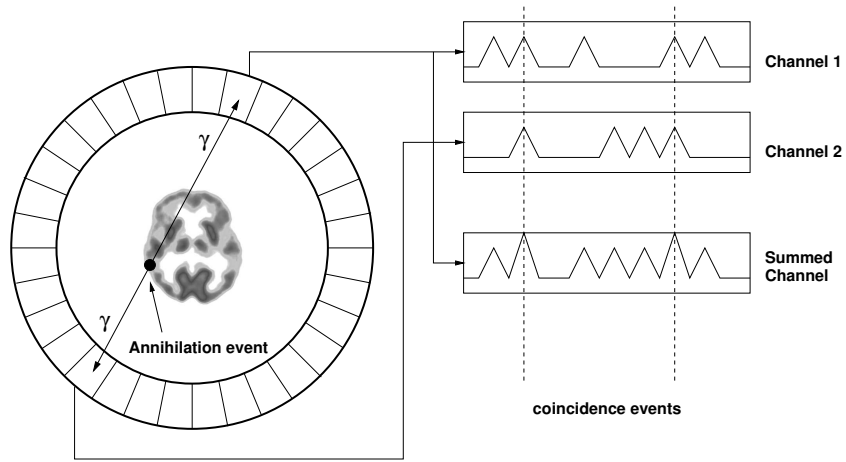 Channel 1
γ
Channel 2
Summed
Channel
γ
Annihilation event
coincidence events